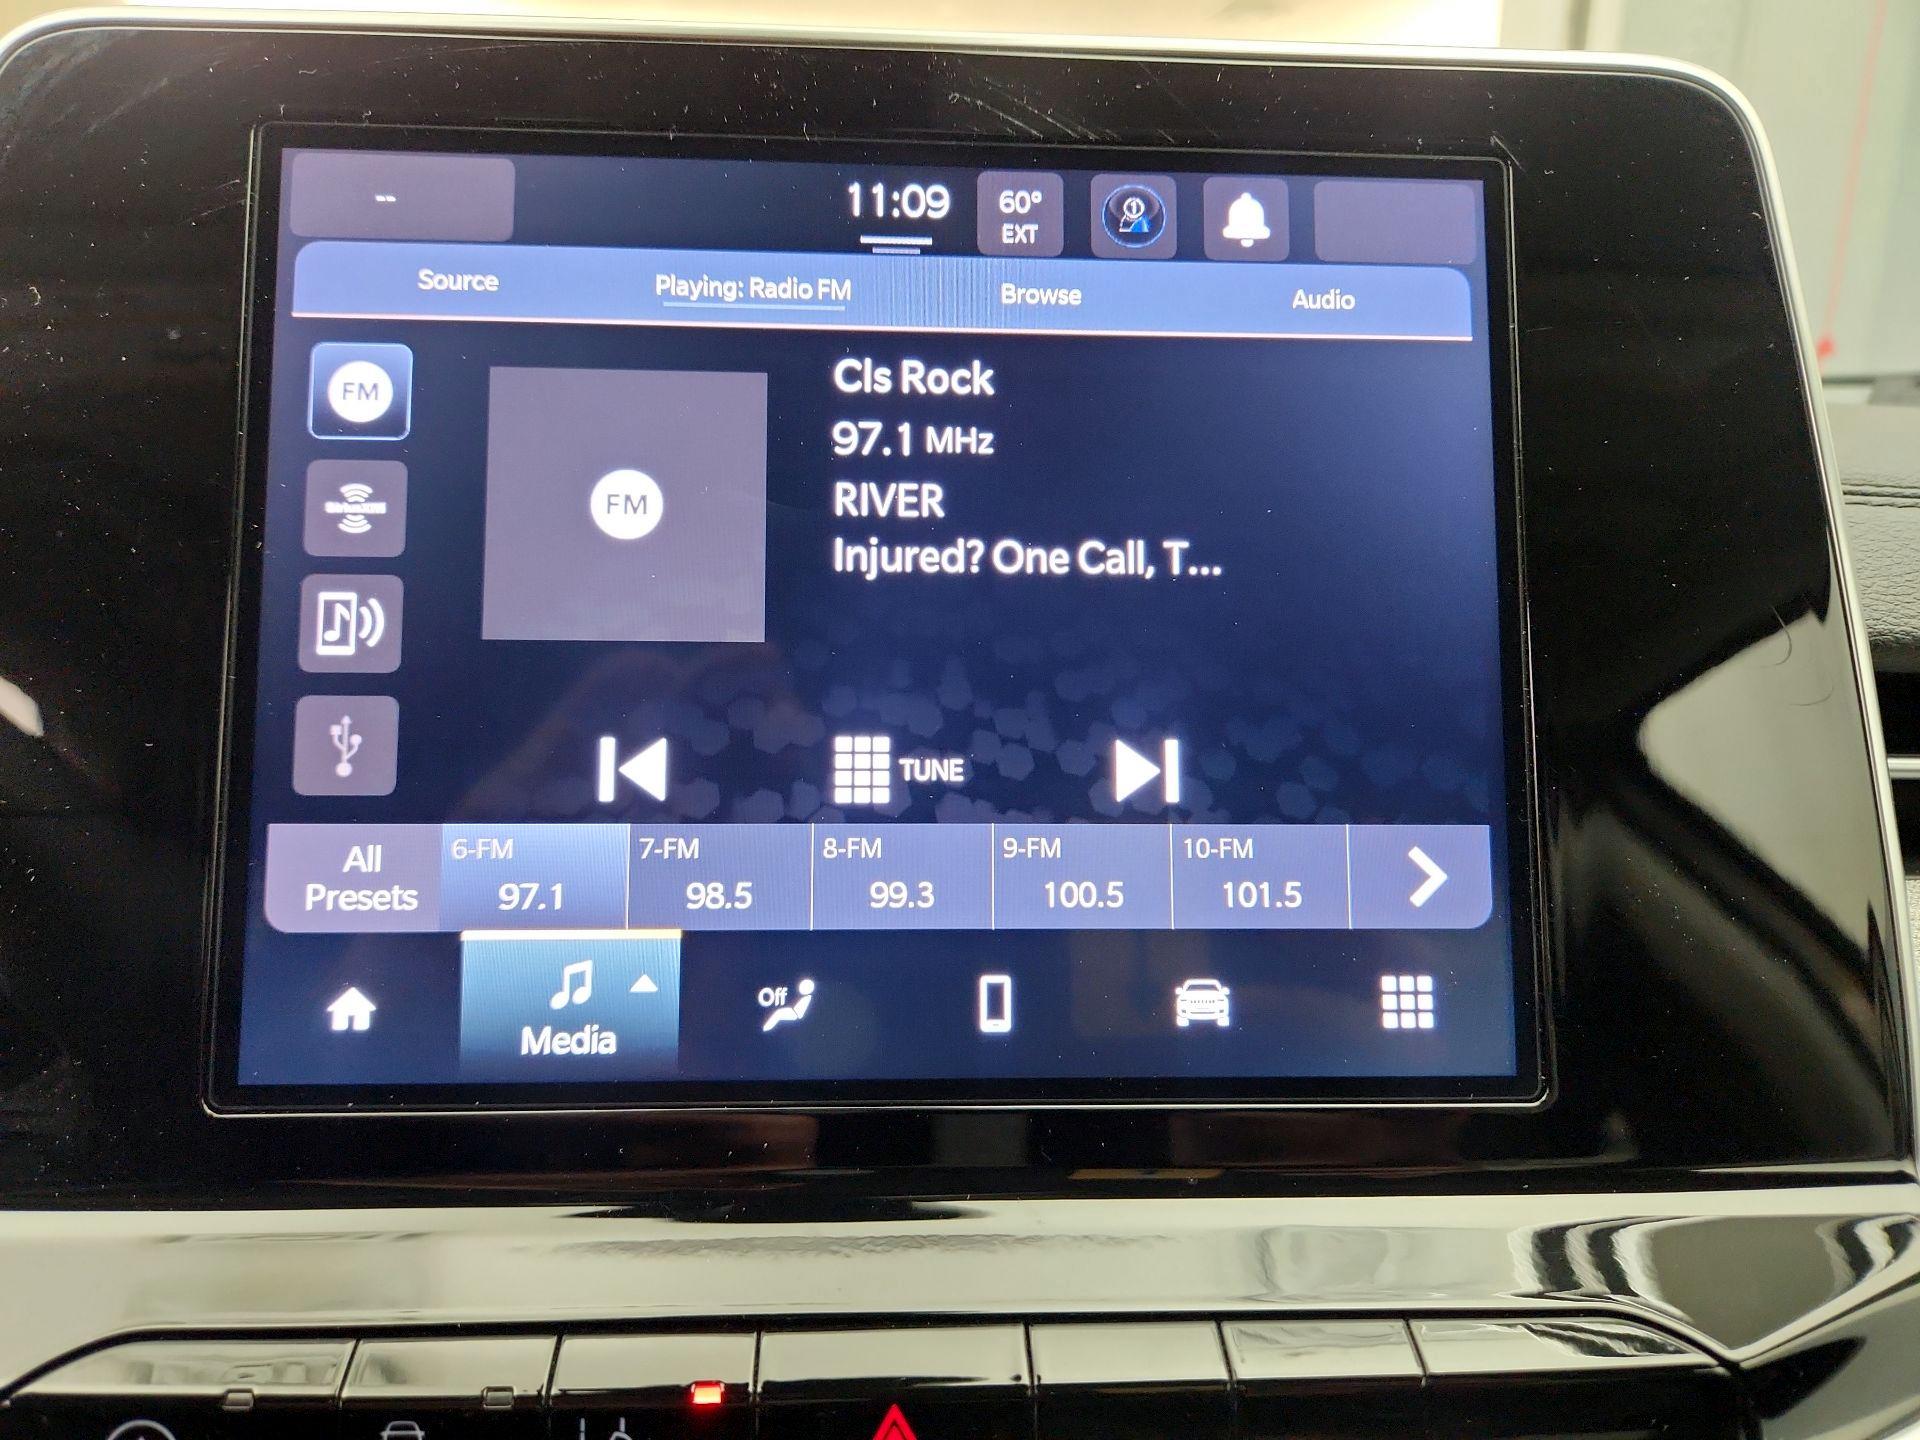 --
11:09
60°
EXT
1
Source
Playing: Radio FM
Browse
Audio
FM
SiriusXM
FM
Cls Rock
97.1 MHz
RIVER
Injured? One Call, T...
TUNE
All
Presets
6-FM
97.1
7-FM
98.5
8-FM
99.3
9-FM
100.5
10-FM
101.5
Media
Off